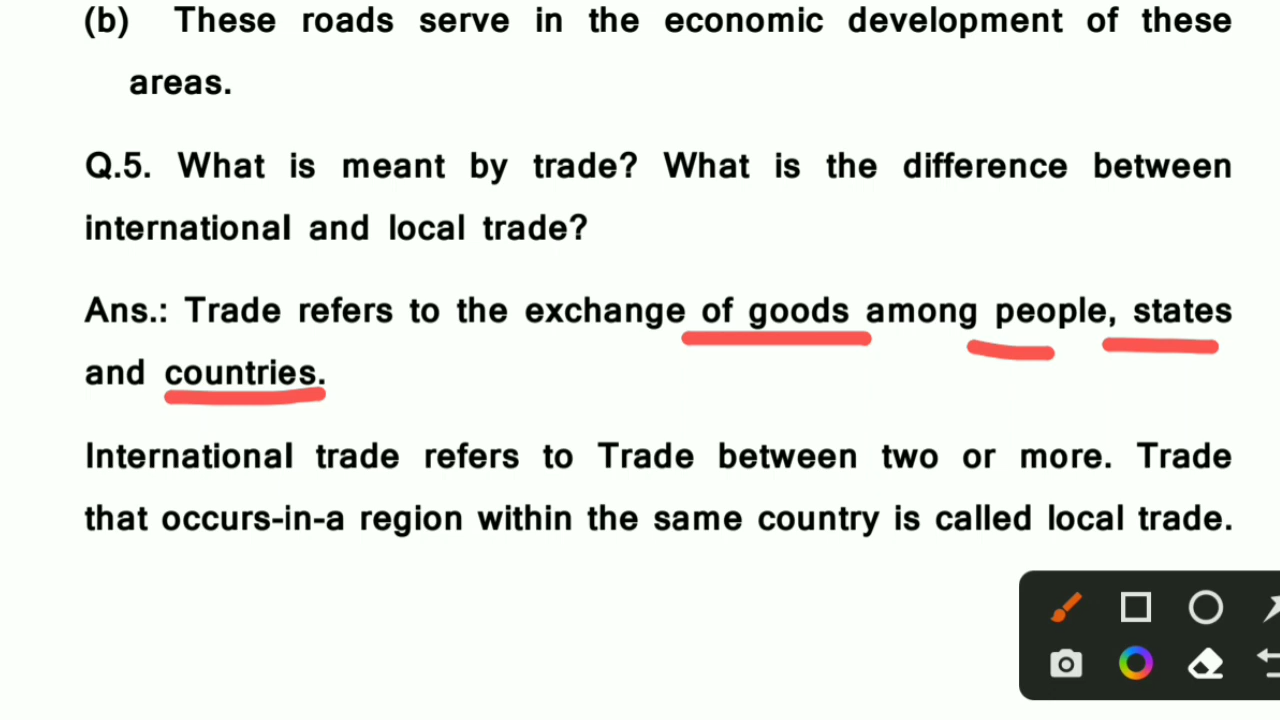 (b) These roads serve in the economic development of these
areas.
Q.5. What is meant by trade? What is the difference between
international and local trade?
Ans.: Trade refers to the exchange of goods among people, states
and countries.
International trade refers to Trade between two or more. Trade
that occurs-in-a region within the same country is called local trade.